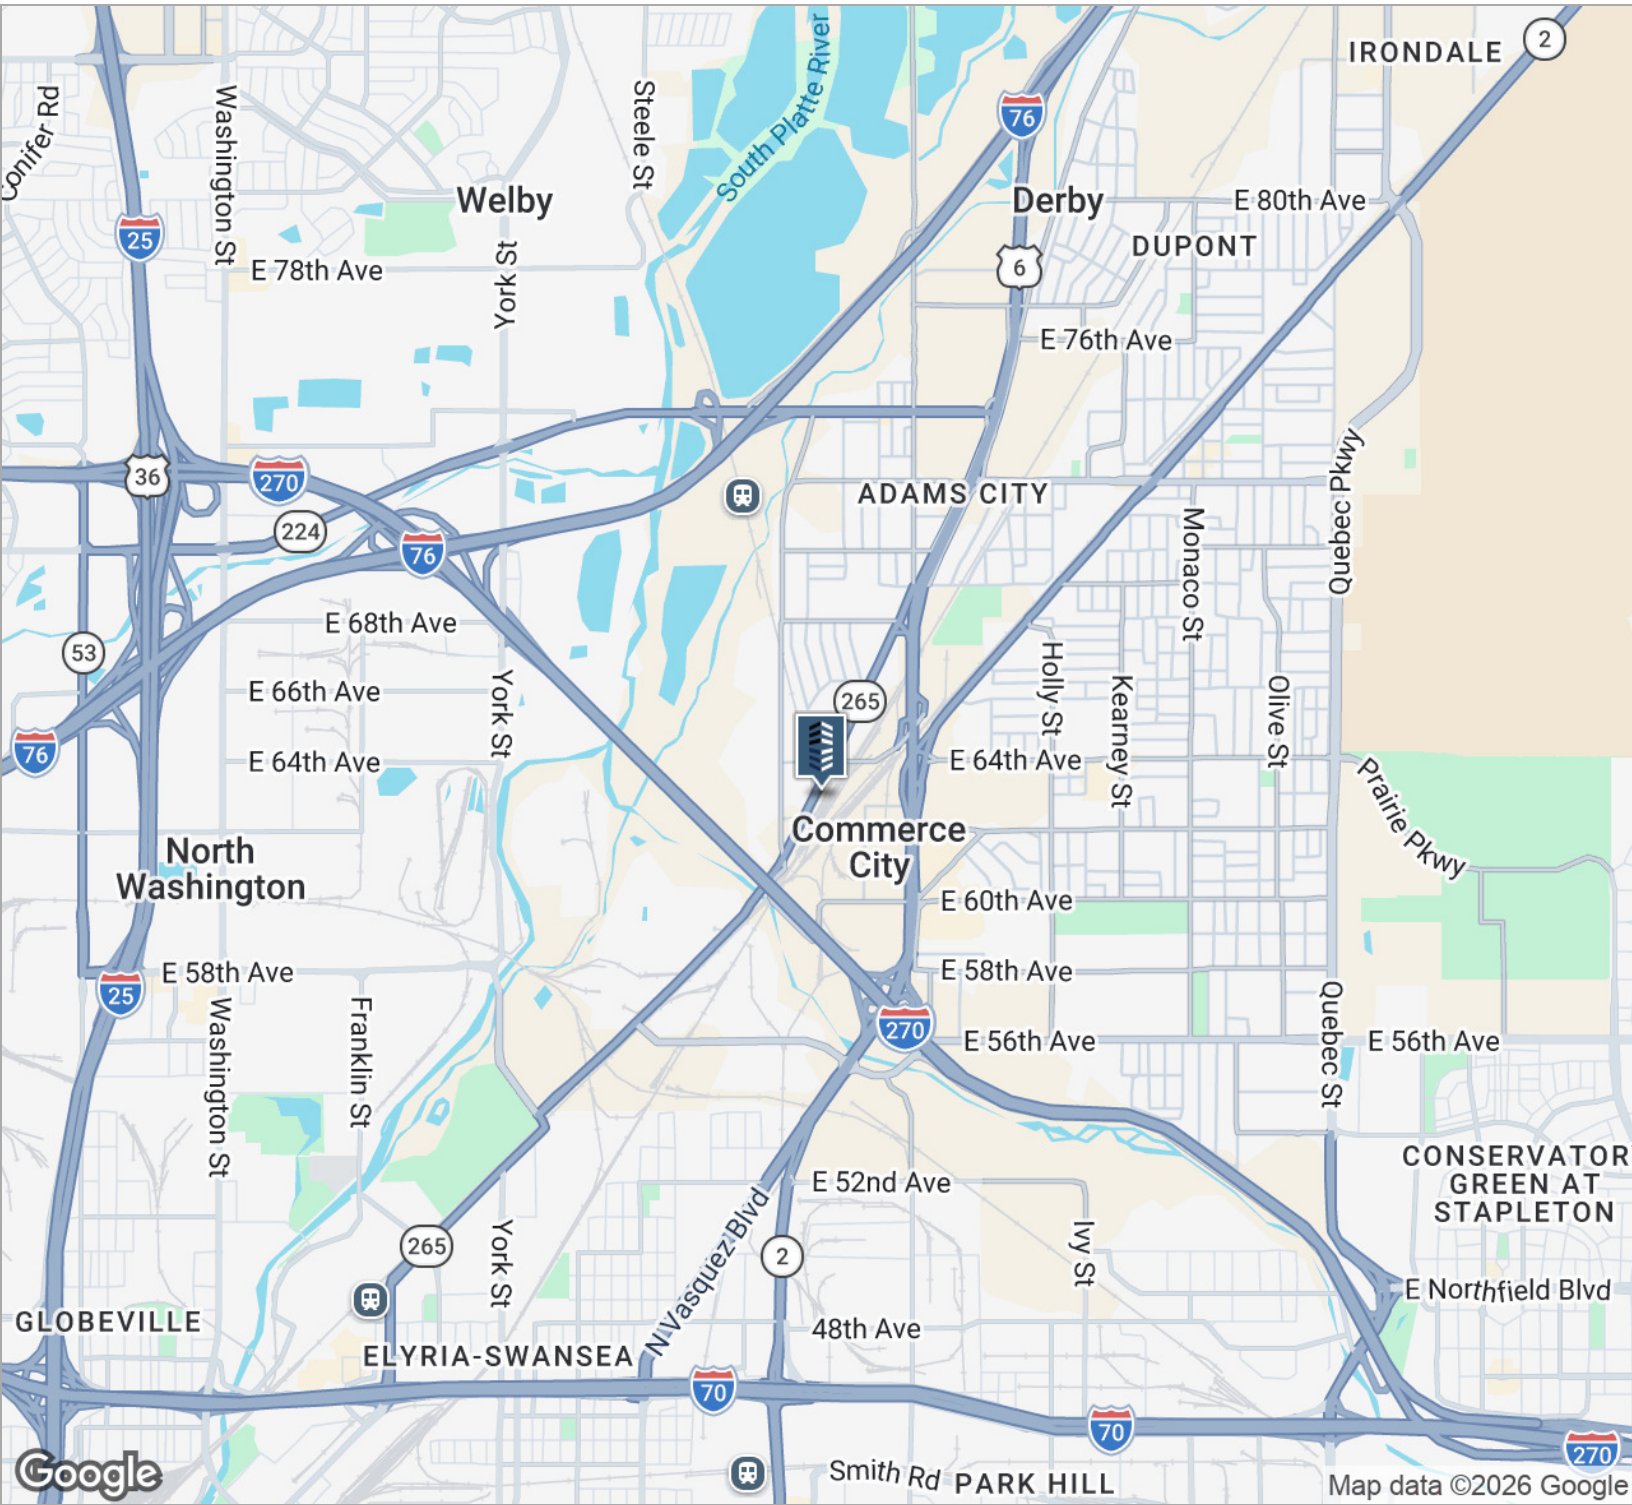 IRONDALE
2
Conifer Rd
Washington St
Steele St
South Platte River
76
Welby
Derby
E 80th Ave
25
DUPONT
E 78th Ave
York St
6
E 76th Ave
36
270
Quebec Pkwy
ADAMS CITY
224
76
Monaco St
E 68th Ave
53
E 66th Ave
York St
265
Holly St
Kearney St
Olive St
76
E 64th Ave
E 64th Ave
Prairie Pkwy
Commerce
City
North
Washington
E 60th Ave
E 58th Ave
E 58th Ave
25
Washington St
Franklin St
270
E 56th Ave
Quebec St
E 56th Ave
CONSERVATOR
GREEN AT
STAPLETON
E 52nd Ave
N Vasquez Blvd
265
York St
2
Ivy St
E Northfield Blvd
GLOBEVILLE
48th Ave
ELYRIA-SWANSEA
70
70
270
Google
Smith Rd
PARK HILL
Map data ©2026 Google